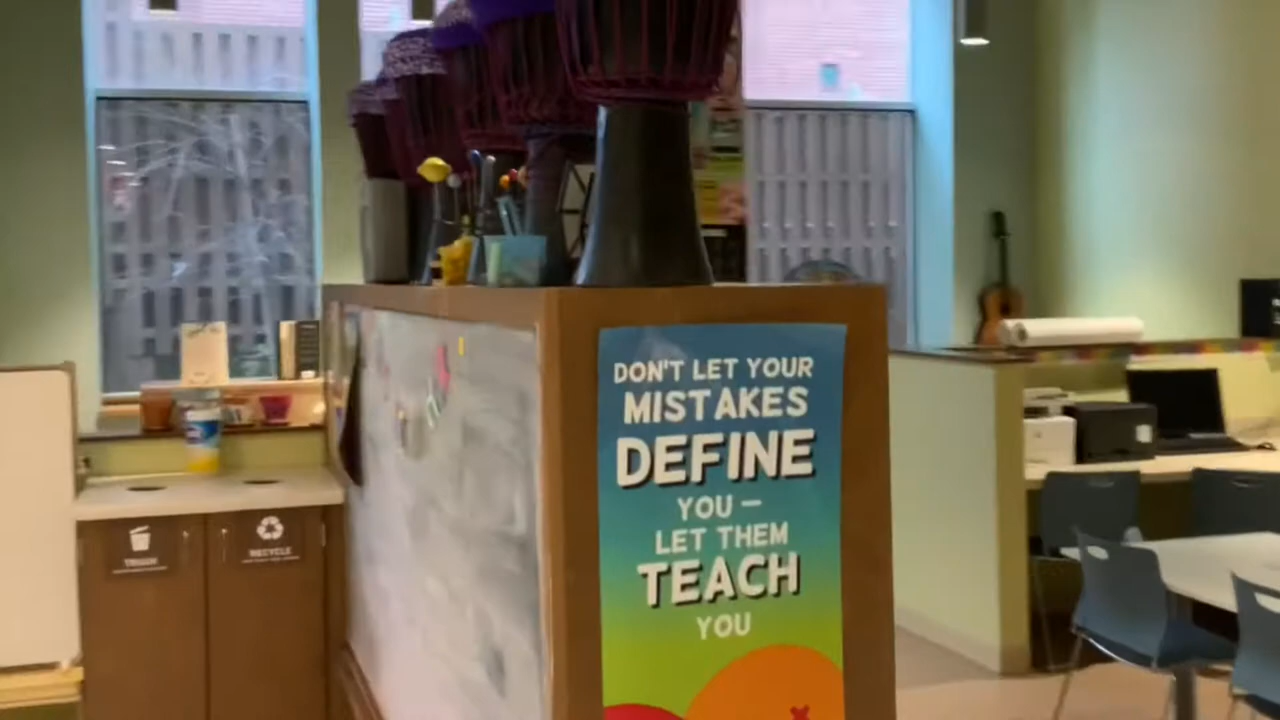 DON'T LET YOUR
MISTAKES
DEFINE
YOU –
LET THEM
TEACH
YOU
TRASH
RECYCLE